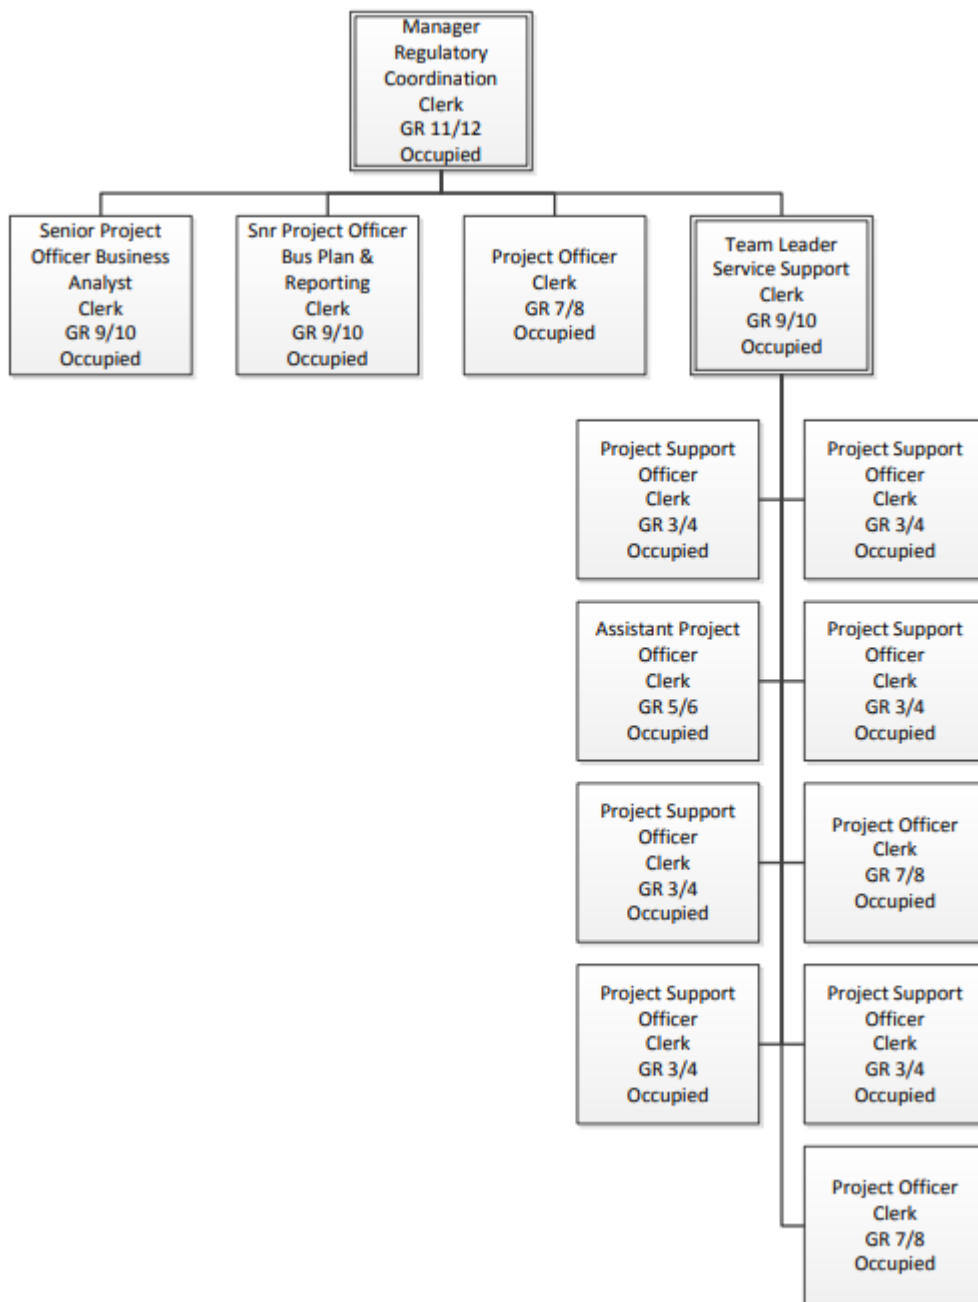 Manager
Regulatory
Coordination
Clerk
GR 11/12
Occupied
Senior Project
Officer Business
Analyst
Clerk
GR 9/10
Occupied
Snr Project Officer
Bus Plan &
Reporting
Clerk
GR 9/10
Occupied
Project Officer
Clerk
GR 7/8
Occupied
Team Leader
Service Support
Clerk
GR 9/10
Occupied
Project Support
Officer
Clerk
GR 3/4
Occupied
Project Support
Officer
Clerk
GR 3/4
Occupied
Assistant Project
Officer
Clerk
GR 5/6
Occupied
Project Support
Officer
Clerk
GR 3/4
Occupied
Project Support
Officer
Clerk
GR 3/4
Occupied
Project Officer
Clerk
GR 7/8
Occupied
Project Support
Officer
Clerk
GR 3/4
Occupied
Project Support
Officer
Clerk
GR 3/4
Occupied
Project Officer
Clerk
GR 7/8
Occupied